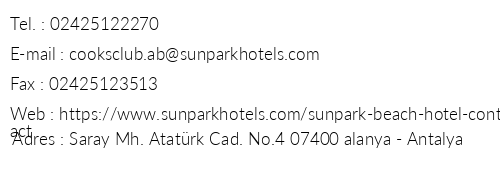 Tel. : 02425122270
E-mail : cooksclub.ab@sunparkhotels.com
Fax : 02425123513
Web : https://www.sunparkhotels.com/sunpark-beach-hotel-cont
act
Adres : Saray Mh. Atatürk Cad. No.4 07400 alanya - Antalya